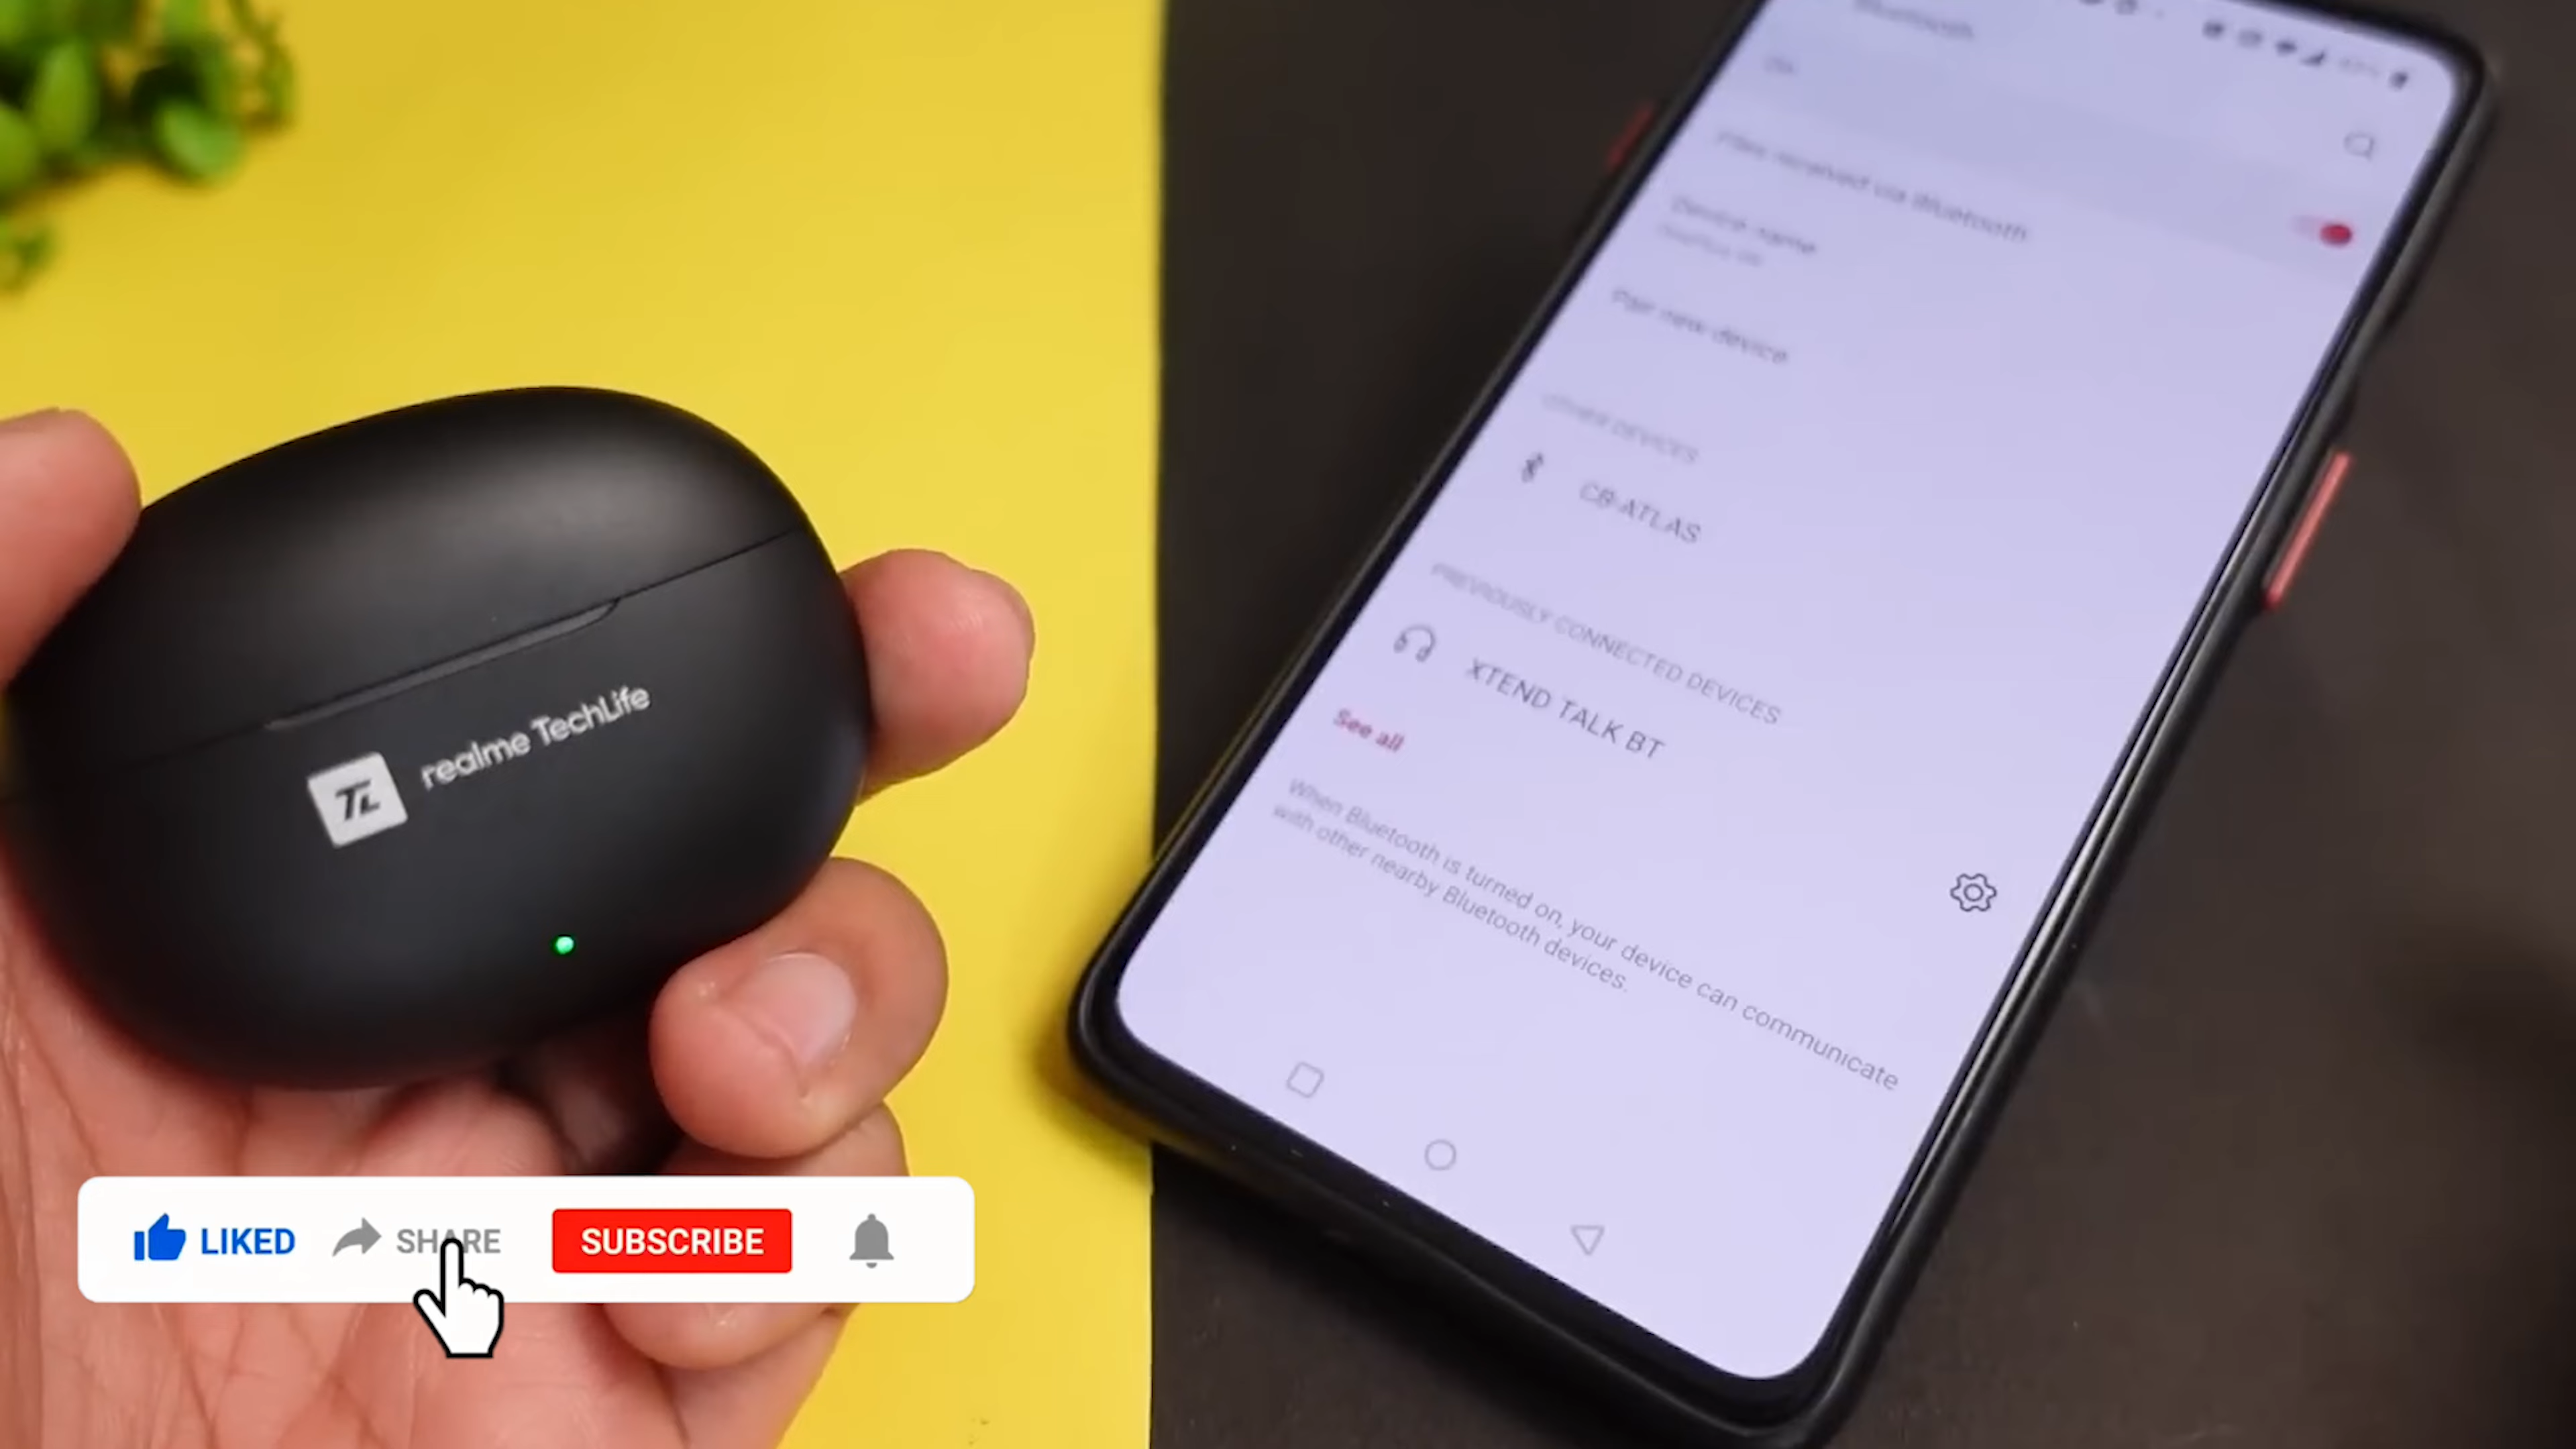 Bluetooth
On
Files received via Bluetooth
Device name
Pair new device
OTHER DEVICES
CB-ATLAS
PREVIOUSLY CONNECTED DEVICES
XTEND TALK BT
See all
When Bluetooth is turned on, your device can communicate
with other nearby Bluetooth devices.
TL
realme TechLife
LIKED
SHARE
SUBSCRIBE